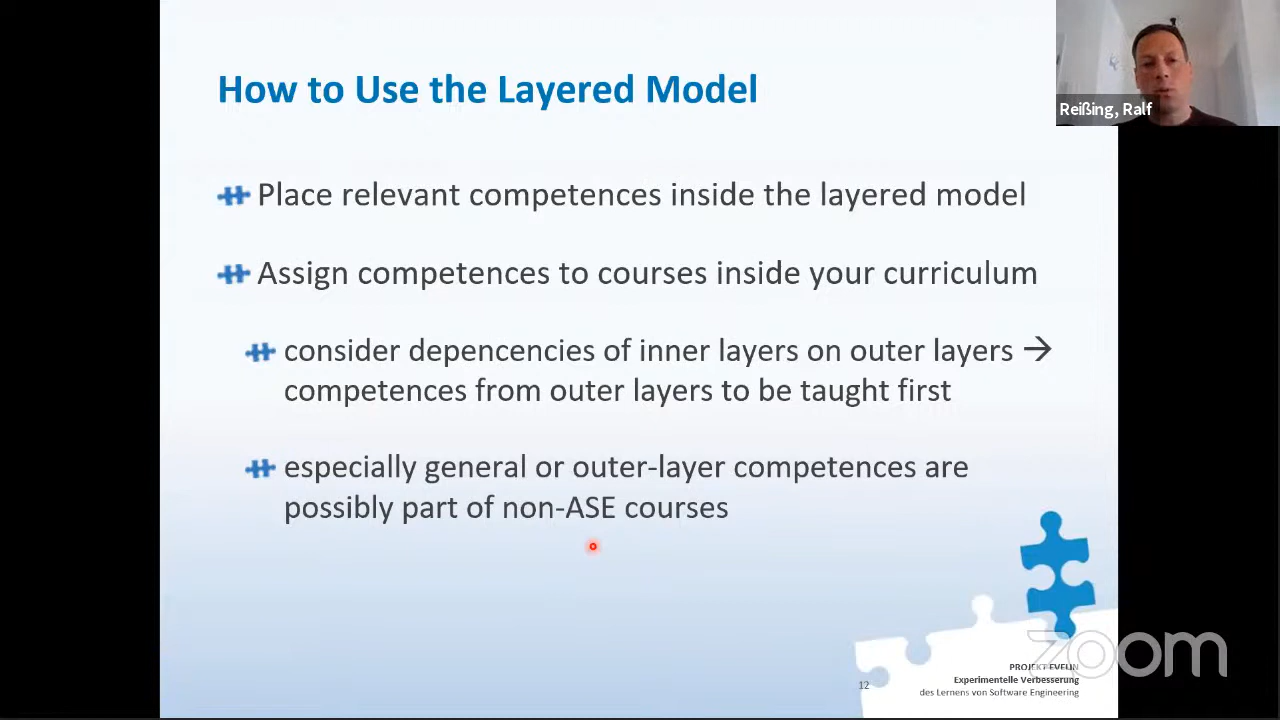 How to Use the Layered Model
Reißing, Ralf
Place relevant competences inside the layered model
Assign competences to courses inside your curriculum
consider depencencies of inner layers on outer layers →
competences from outer layers to be taught first
especially general or outer-layer competences are
possibly part of non-ASE courses
zoom
12
PROJEKT EVELIN
Experimentelle Verbesserung
des Lernens von Software Engineering